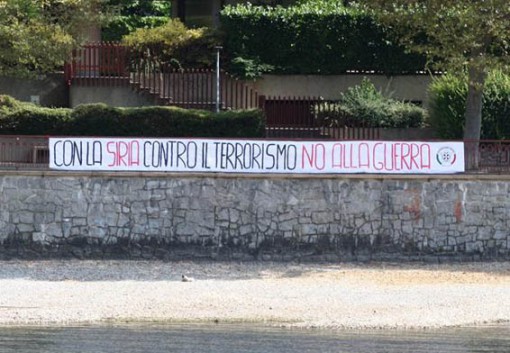 CON LA SIRIA CONTRO IL TERRORISMO NO ALLA GUERRA